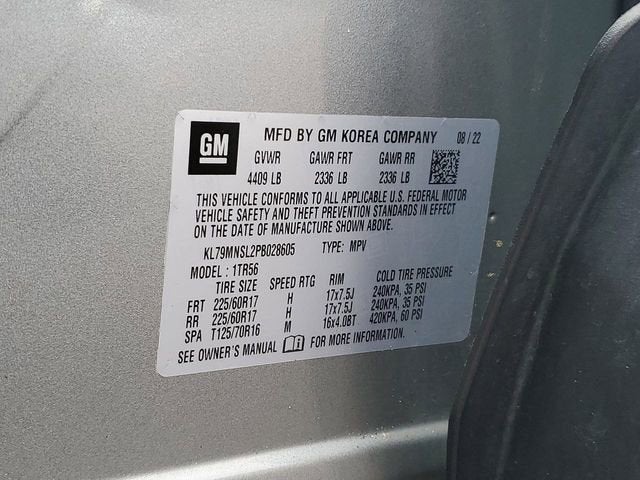 GM MFD BY GM KOREA COMPANY 08/22
GVWR GAWR FRT GAWR RR
4409 LB 2336 LB 2336 LB
THIS VEHICLE CONFORMS TO ALL APPLICABLE U.S. FEDERAL MOTOR
VEHICLE SAFETY AND THEFT PREVENTION STANDARDS IN EFFECT
ON THE DATE OF MANUFACTURE SHOWN ABOVE.
KL79MNSL2PB028605 TYPE: MPV
MODEL: 1TR56
TIRE SIZE SPEED RTG RIM COLD TIRE PRESSURE
FRT 225/60R17 H 17x7.5J 240KPA, 35 PSI
RR 225/60R17 H 17x7.5J 240KPA, 35 PSI
SPA T125/70R16 M 16x4.0BT 420KPA, 60 PSI
SEE OWNER'S MANUAL FOR MORE INFORMATION.